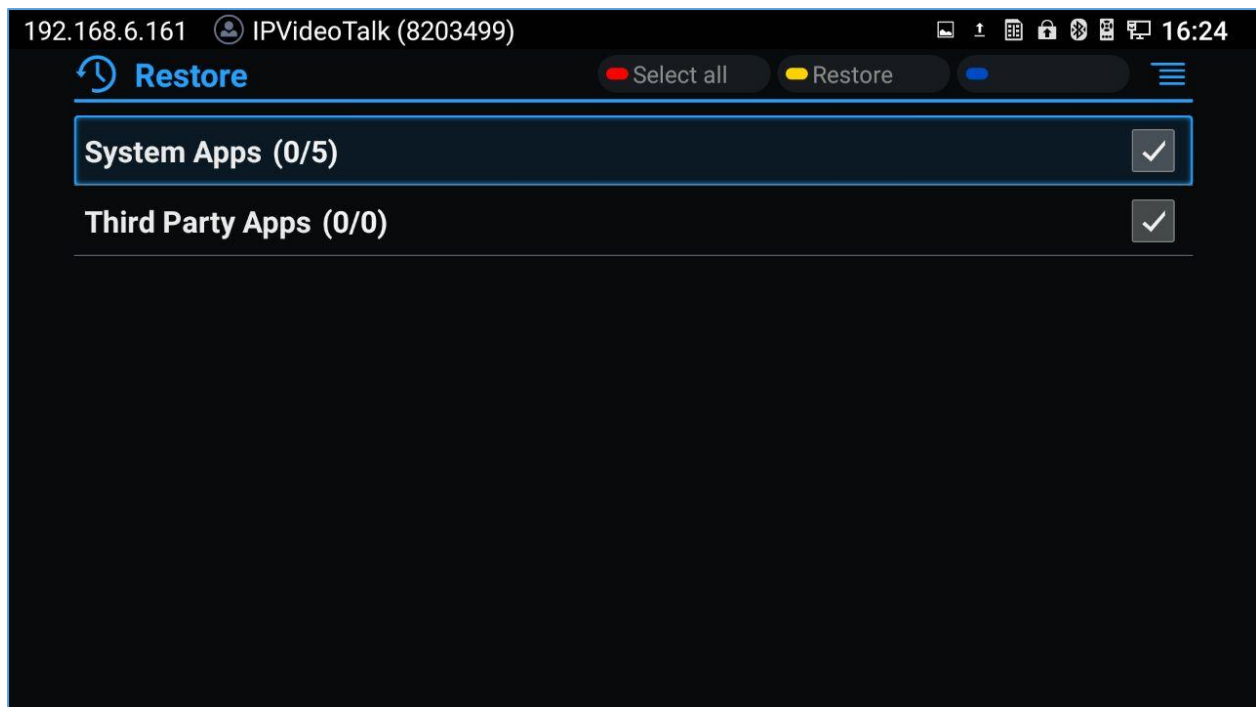 192.168.6.161 IPVideoTalk (8203499) 16:24
Restore Select all Restore
System Apps (0/5)
Third Party Apps (0/0)